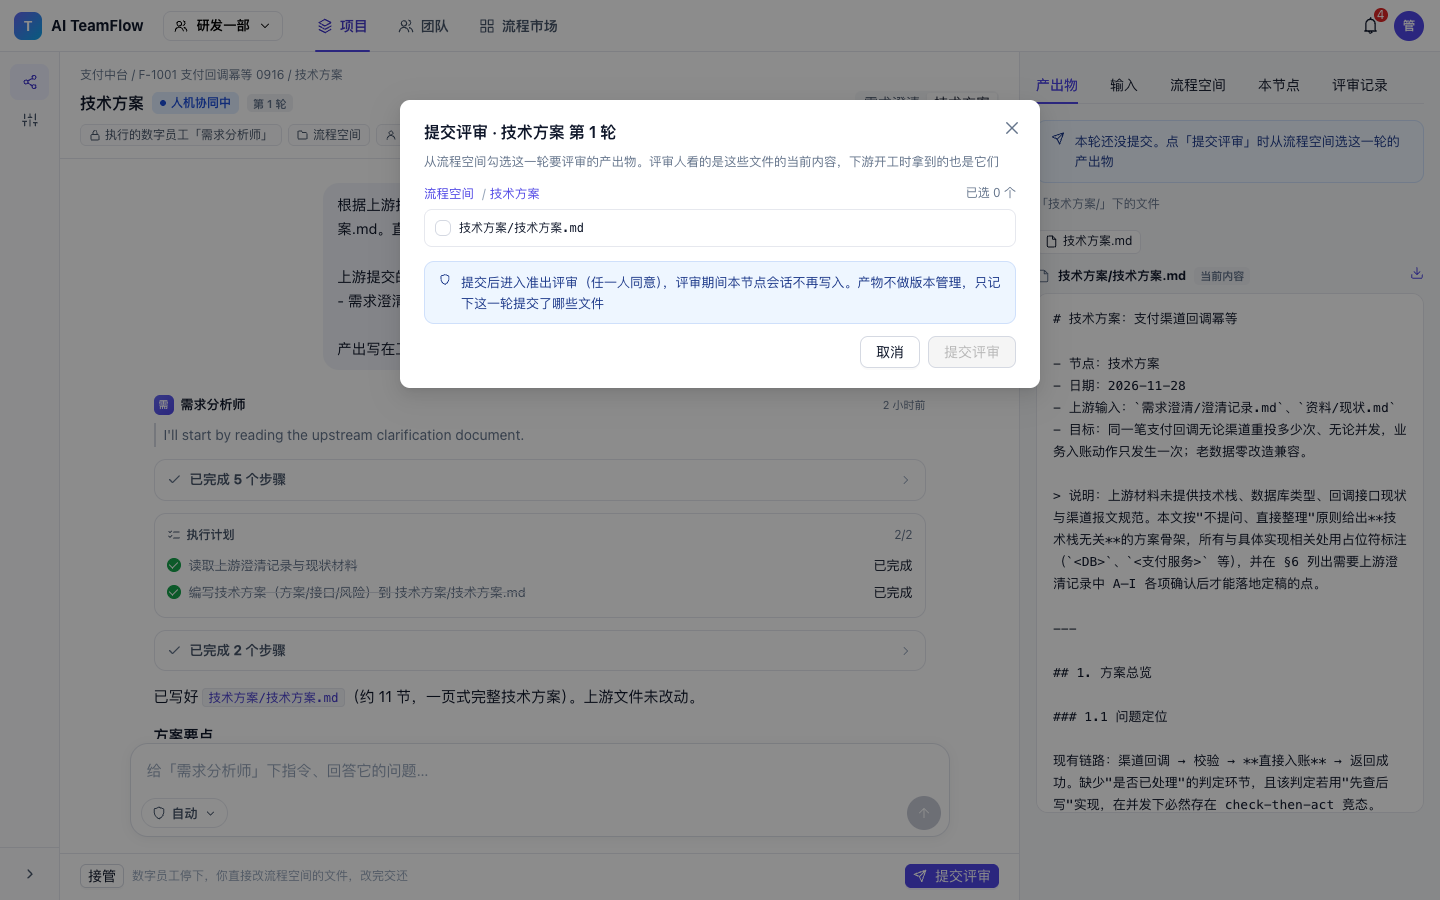 T AI TeamFlow 研发一部 项目 团队 流程市场 4 管
支付中台 / F-1001 支付回调幂等 0916 / 技术方案
技术方案 人机协同中 第 1 轮
执行的数字员工「需求分析师」 流程空间
根据上游
案.md。直
上游提交的
- 需求澄清
产出写在
提交评审 · 技术方案 第 1 轮
从流程空间勾选这一轮要评审的产出物。评审人看的是这些文件的当前内容，下游开工时拿到的也是它们
流程空间 / 技术方案 已选 0 个
技术方案/技术方案.md
提交后进入准出评审（任一人同意），评审期间本节点会话不再写入。产物不做版本管理，只记
下这一轮提交了哪些文件
取消 提交评审
需 需求分析师 2 小时前
I'll start by reading the upstream clarification document.
已完成 5 个步骤
执行计划 2/2
读取上游澄清记录与现状材料 已完成
编写技术方案（方案/接口/风险）到 技术方案/技术方案.md 已完成
已完成 2 个步骤
已写好 技术方案/技术方案.md（约 11 节，一页式完整技术方案）。上游文件未改动。
方案要点
给「需求分析师」下指令、回答它的问题...
自动
接管 数字员工停下，你直接改流程空间的文件，改完交还 提交评审
产出物 输入 流程空间 本节点 评审记录
本轮还没提交。点「提交评审」时从流程空间选这一轮的
产出物
「技术方案/」下的文件
技术方案.md
技术方案/技术方案.md 当前内容
# 技术方案：支付渠道回调幂等
- 节点：技术方案
- 日期：2026-11-28
- 上游输入：`需求澄清/澄清记录.md`、`资料/现状.md`
- 目标：同一笔支付回调无论渠道重投多少次、无论并发，业
务入账动作只发生一次；老数据零改造兼容。
> 说明：上游材料未提供技术栈、数据库类型、回调接口现状
与渠道报文规范。本文按"不提问、直接整理"原则给出**技
术栈无关**的方案骨架，所有与具体实现相关处用占位符标注
（`<DB>`、`<支付服务>` 等），并在 §6 列出需要上游澄
清记录中 A–I 各项确认后才能落地定稿的点。
---
## 1. 方案总览
### 1.1 问题定位
现有链路：渠道回调 → 校验 → **直接入账** → 返回成
功。缺少"是否已处理"的判定环节，且该判定若用"先查后
写"实现，在并发下必然存在 check-then-act 竞态。